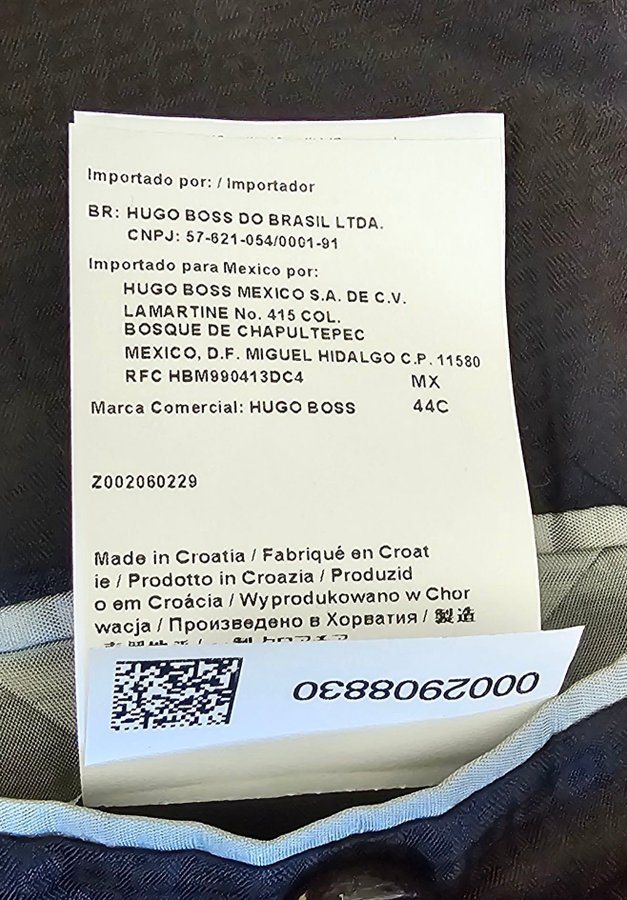 Importado por: / Importador
BR: HUGO BOSS DO BRASIL LTDA.
CNPJ: 57-621-054/0001-91
Importado para Mexico por:
HUGO BOSS MEXICO S.A. DE C.V.
LAMARTINE No. 415 COL.
BOSQUE DE CHAPULTEPEC
MEXICO, D.F. MIGUEL HIDALGO C.P. 11580
RFC HBM990413DC4 MX
Marca Comercial: HUGO BOSS 44C
Z002060229
Made in Croatia / Fabriqué en Croat
ie / Prodotto in Croazia / Produzid
o em Croácia / Wyprodukowano w Chor
wacja / Произведено в Хорватия / 製造
0002908830